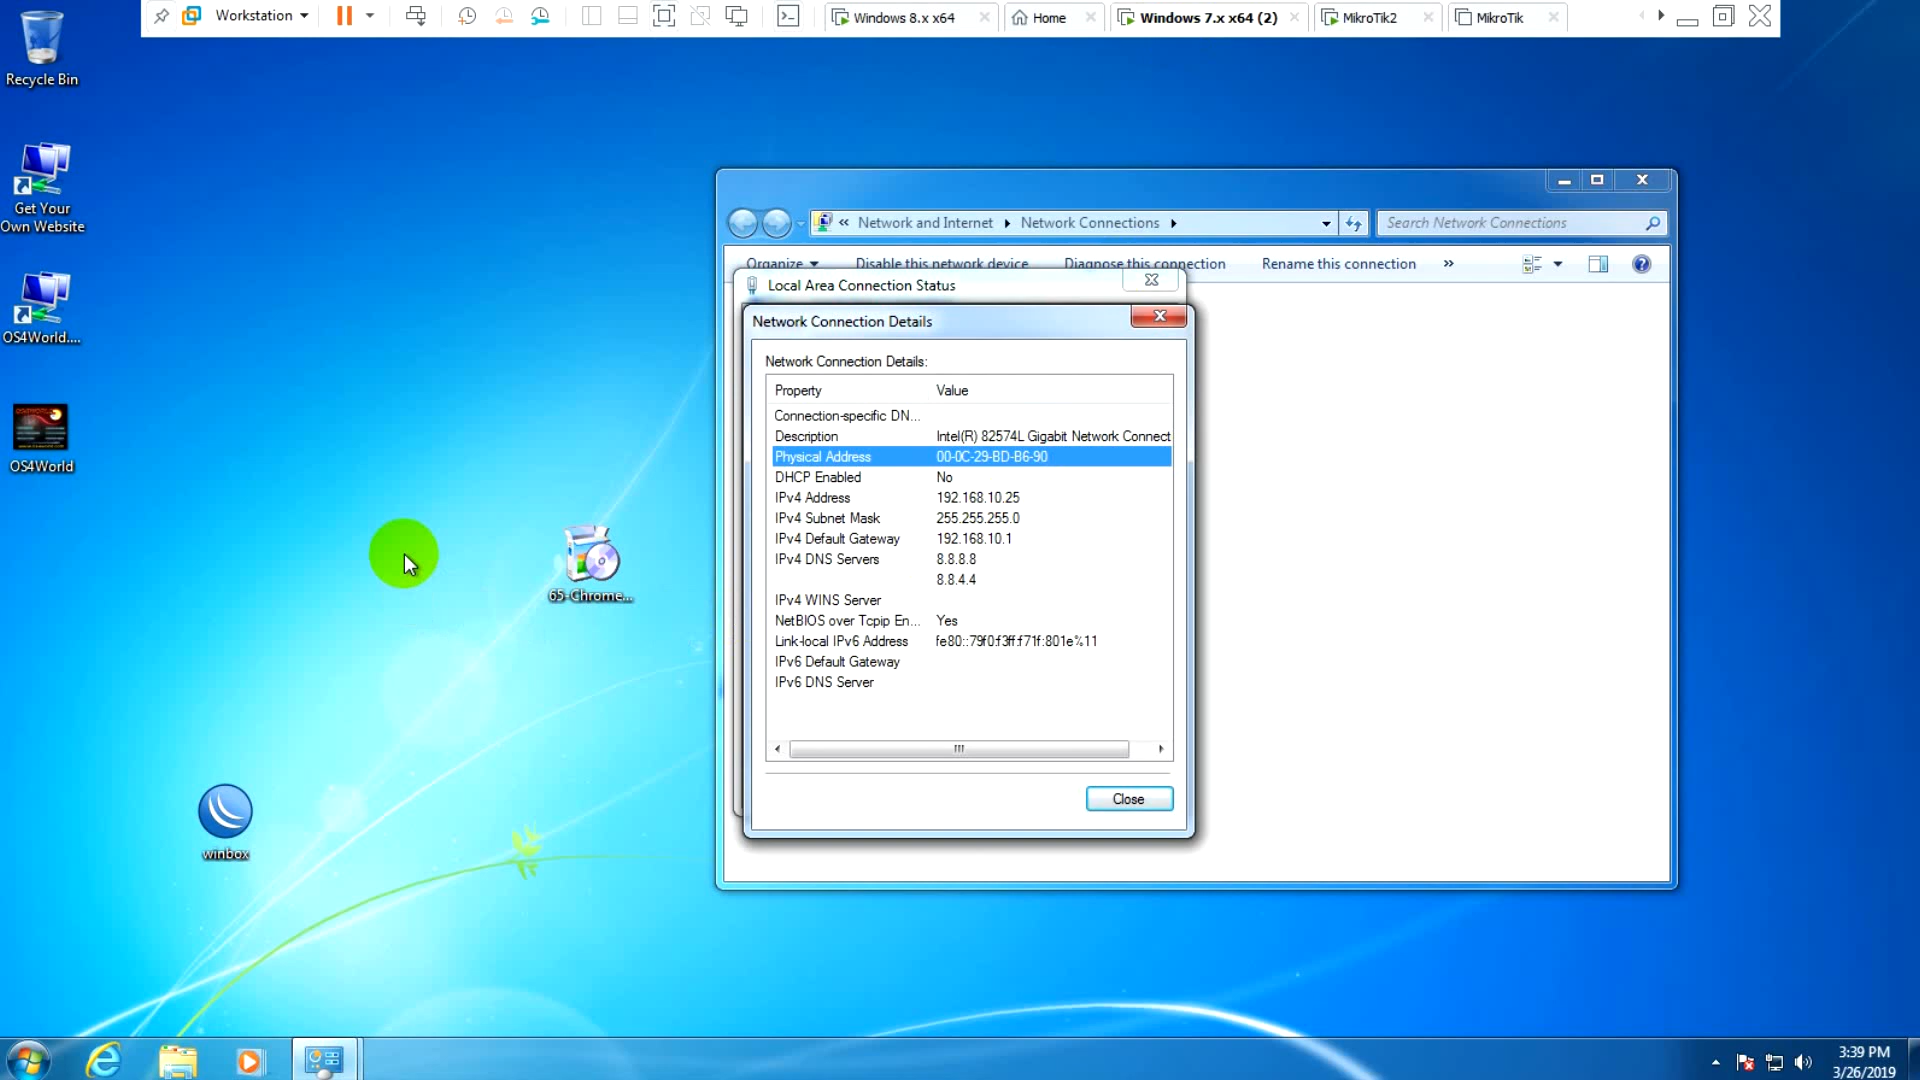 Workstation
Windows 8.x x64
Home
Windows 7.x x64 (2)
MikroTik2
MikroTik
Recycle Bin
Get Your
Own Website
OS4World....
OS4World
65-Chrome...
winbox
« Network and Internet
Network Connections
Search Network Connections
Organize
Disable this network device
Diagnose this connection
Rename this connection
»
Local Area Connection Status
Network Connection Details
Network Connection Details:
Property Value
Connection-specific DN...
Description Intel(R) 82574L Gigabit Network Connect
Physical Address 00-0C-29-BD-B6-90
DHCP Enabled No
IPv4 Address 192.168.10.25
IPv4 Subnet Mask 255.255.255.0
IPv4 Default Gateway 192.168.10.1
IPv4 DNS Servers 8.8.8.8
8.8.4.4
IPv4 WINS Server
NetBIOS over Tcpip En... Yes
Link-local IPv6 Address fe80::79f0:f3ff:f71f:801e%11
IPv6 Default Gateway
IPv6 DNS Server
Close
3:39 PM
3/26/2019